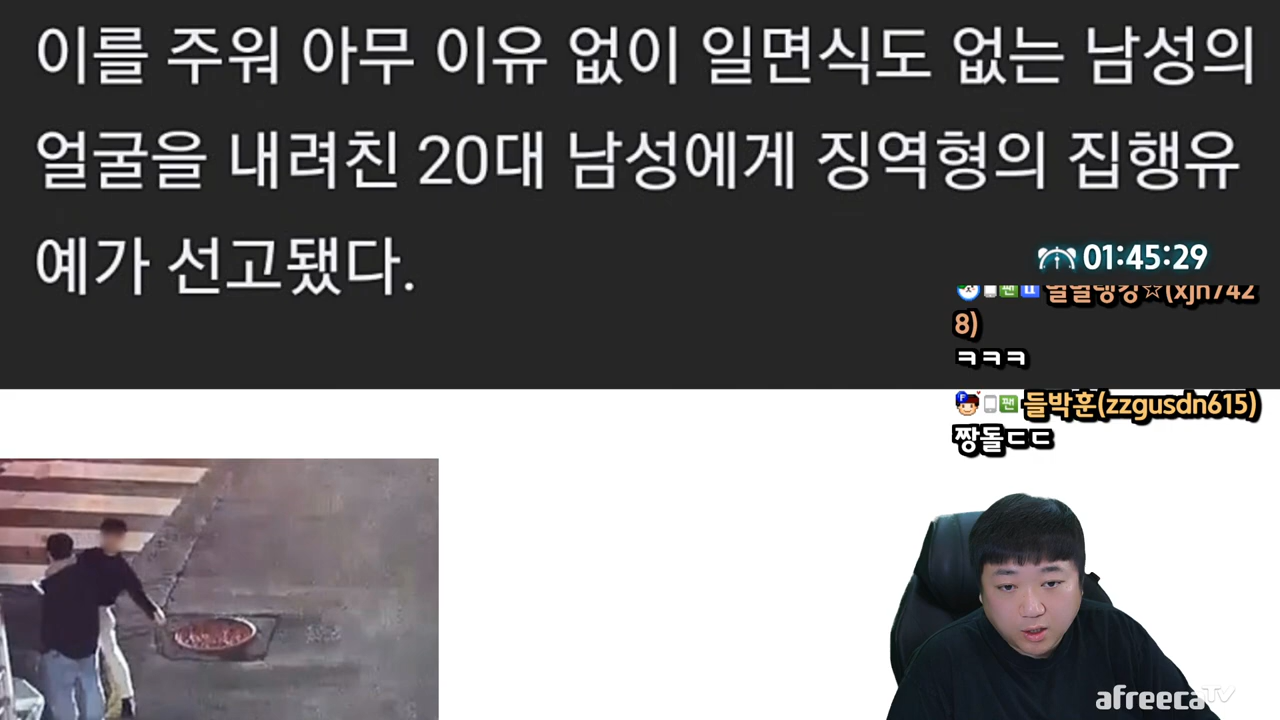 이를 주워 아무 이유 없이 일면식도 없는 남성의
얼굴을 내려친 20대 남성에게 징역형의 집행유
예가 선고됐다.
01:45:29
8)
ㅋㅋㅋ
들박훈(zzgusdn615)
짱돌ㄷㄷ
afreecaTV